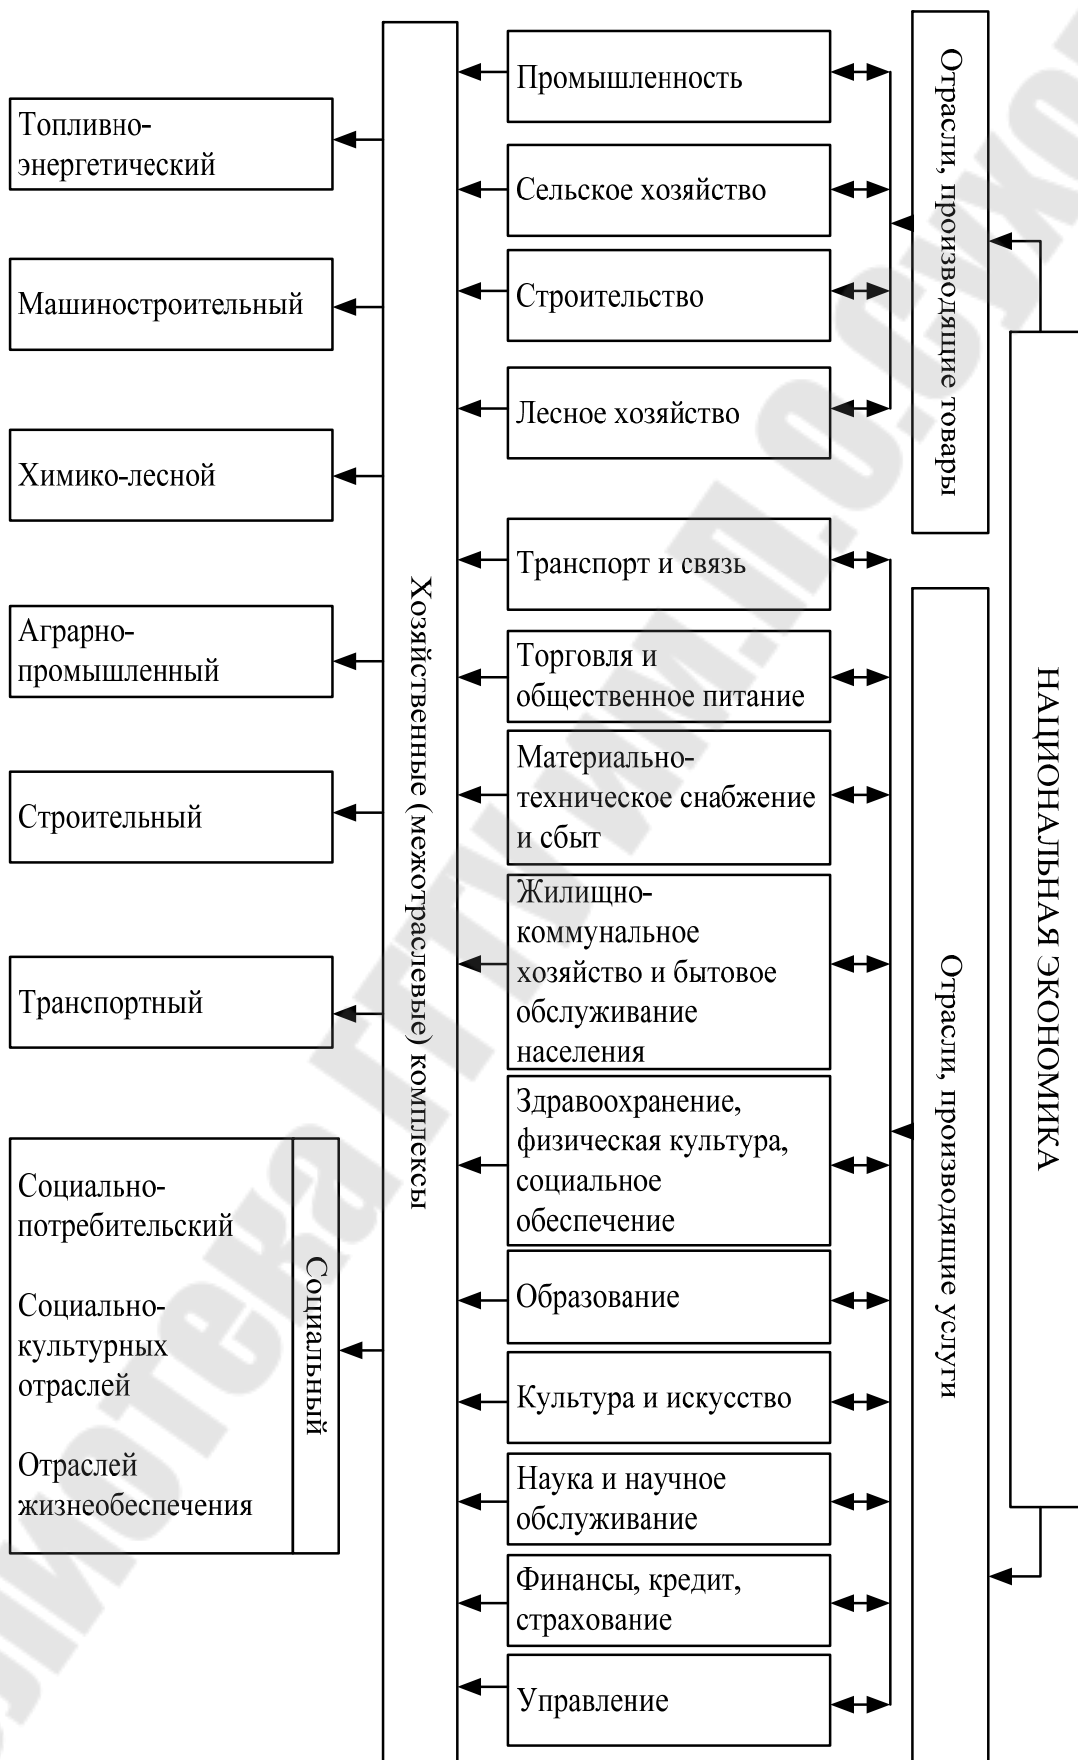 НАЦИОНАЛЬНАЯ ЭКОНОМИКА
Отрасли, производящие товары
Промышленность
Сельское хозяйство
Строительство
Лесное хозяйство
Отрасли, производящие услуги
Транспорт и связь
Торговля и
общественное питание
Материально-
техническое снабжение
и сбыт
Жилищно-
коммунальное
хозяйство и бытовое
обслуживание
населения
Здравоохранение,
физическая культура,
социальное
обеспечение
Образование
Культура и искусство
Наука и научное
обслуживание
Финансы, кредит,
страхование
Управление
Хозяйственные (межотраслевые) комплексы
Топливно-
энергетический
Машиностроительный
Химико-лесной
Аграрно-
промышленный
Строительный
Транспортный
Социальный
Социально-
потребительский
Социально-
культурных
отраслей
Отраслей
жизнеобеспечения
ГГТУ им. П.О.